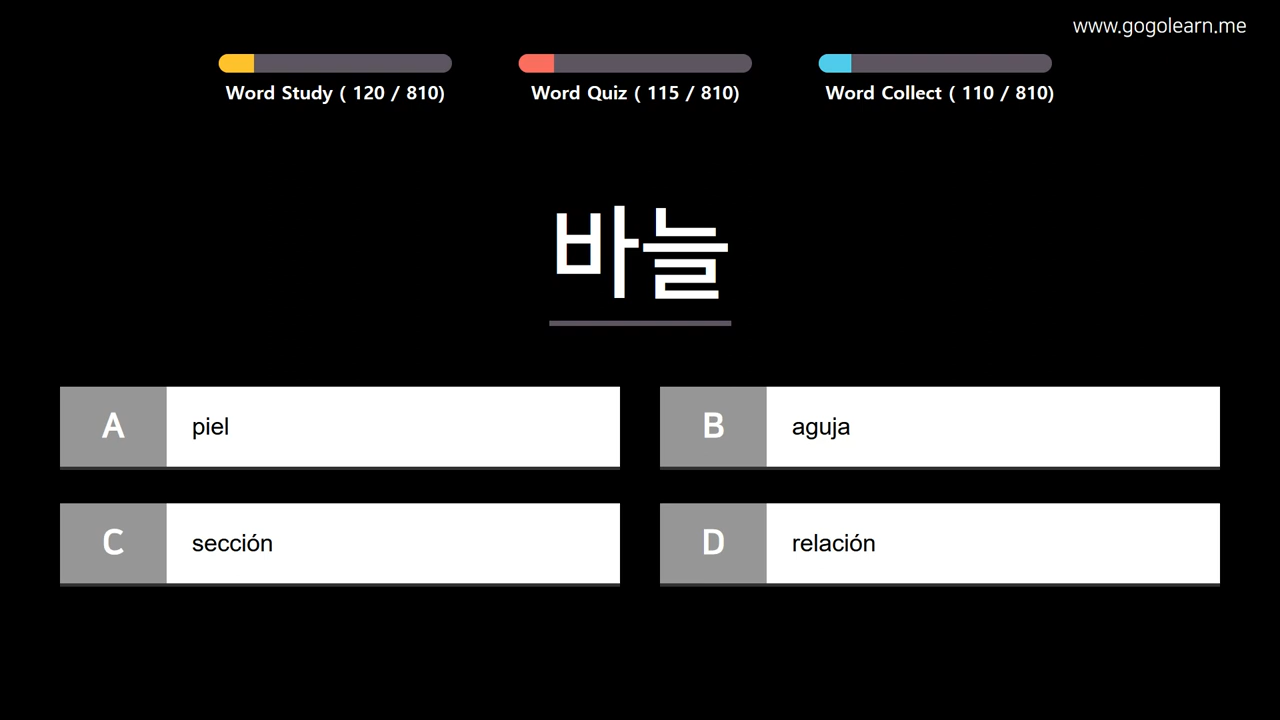 www.gogolearn.me
Word Study ( 120 / 810)
Word Quiz ( 115 / 810)
Word Collect ( 110 / 810)
바늘
A piel
B aguja
C sección
D relación